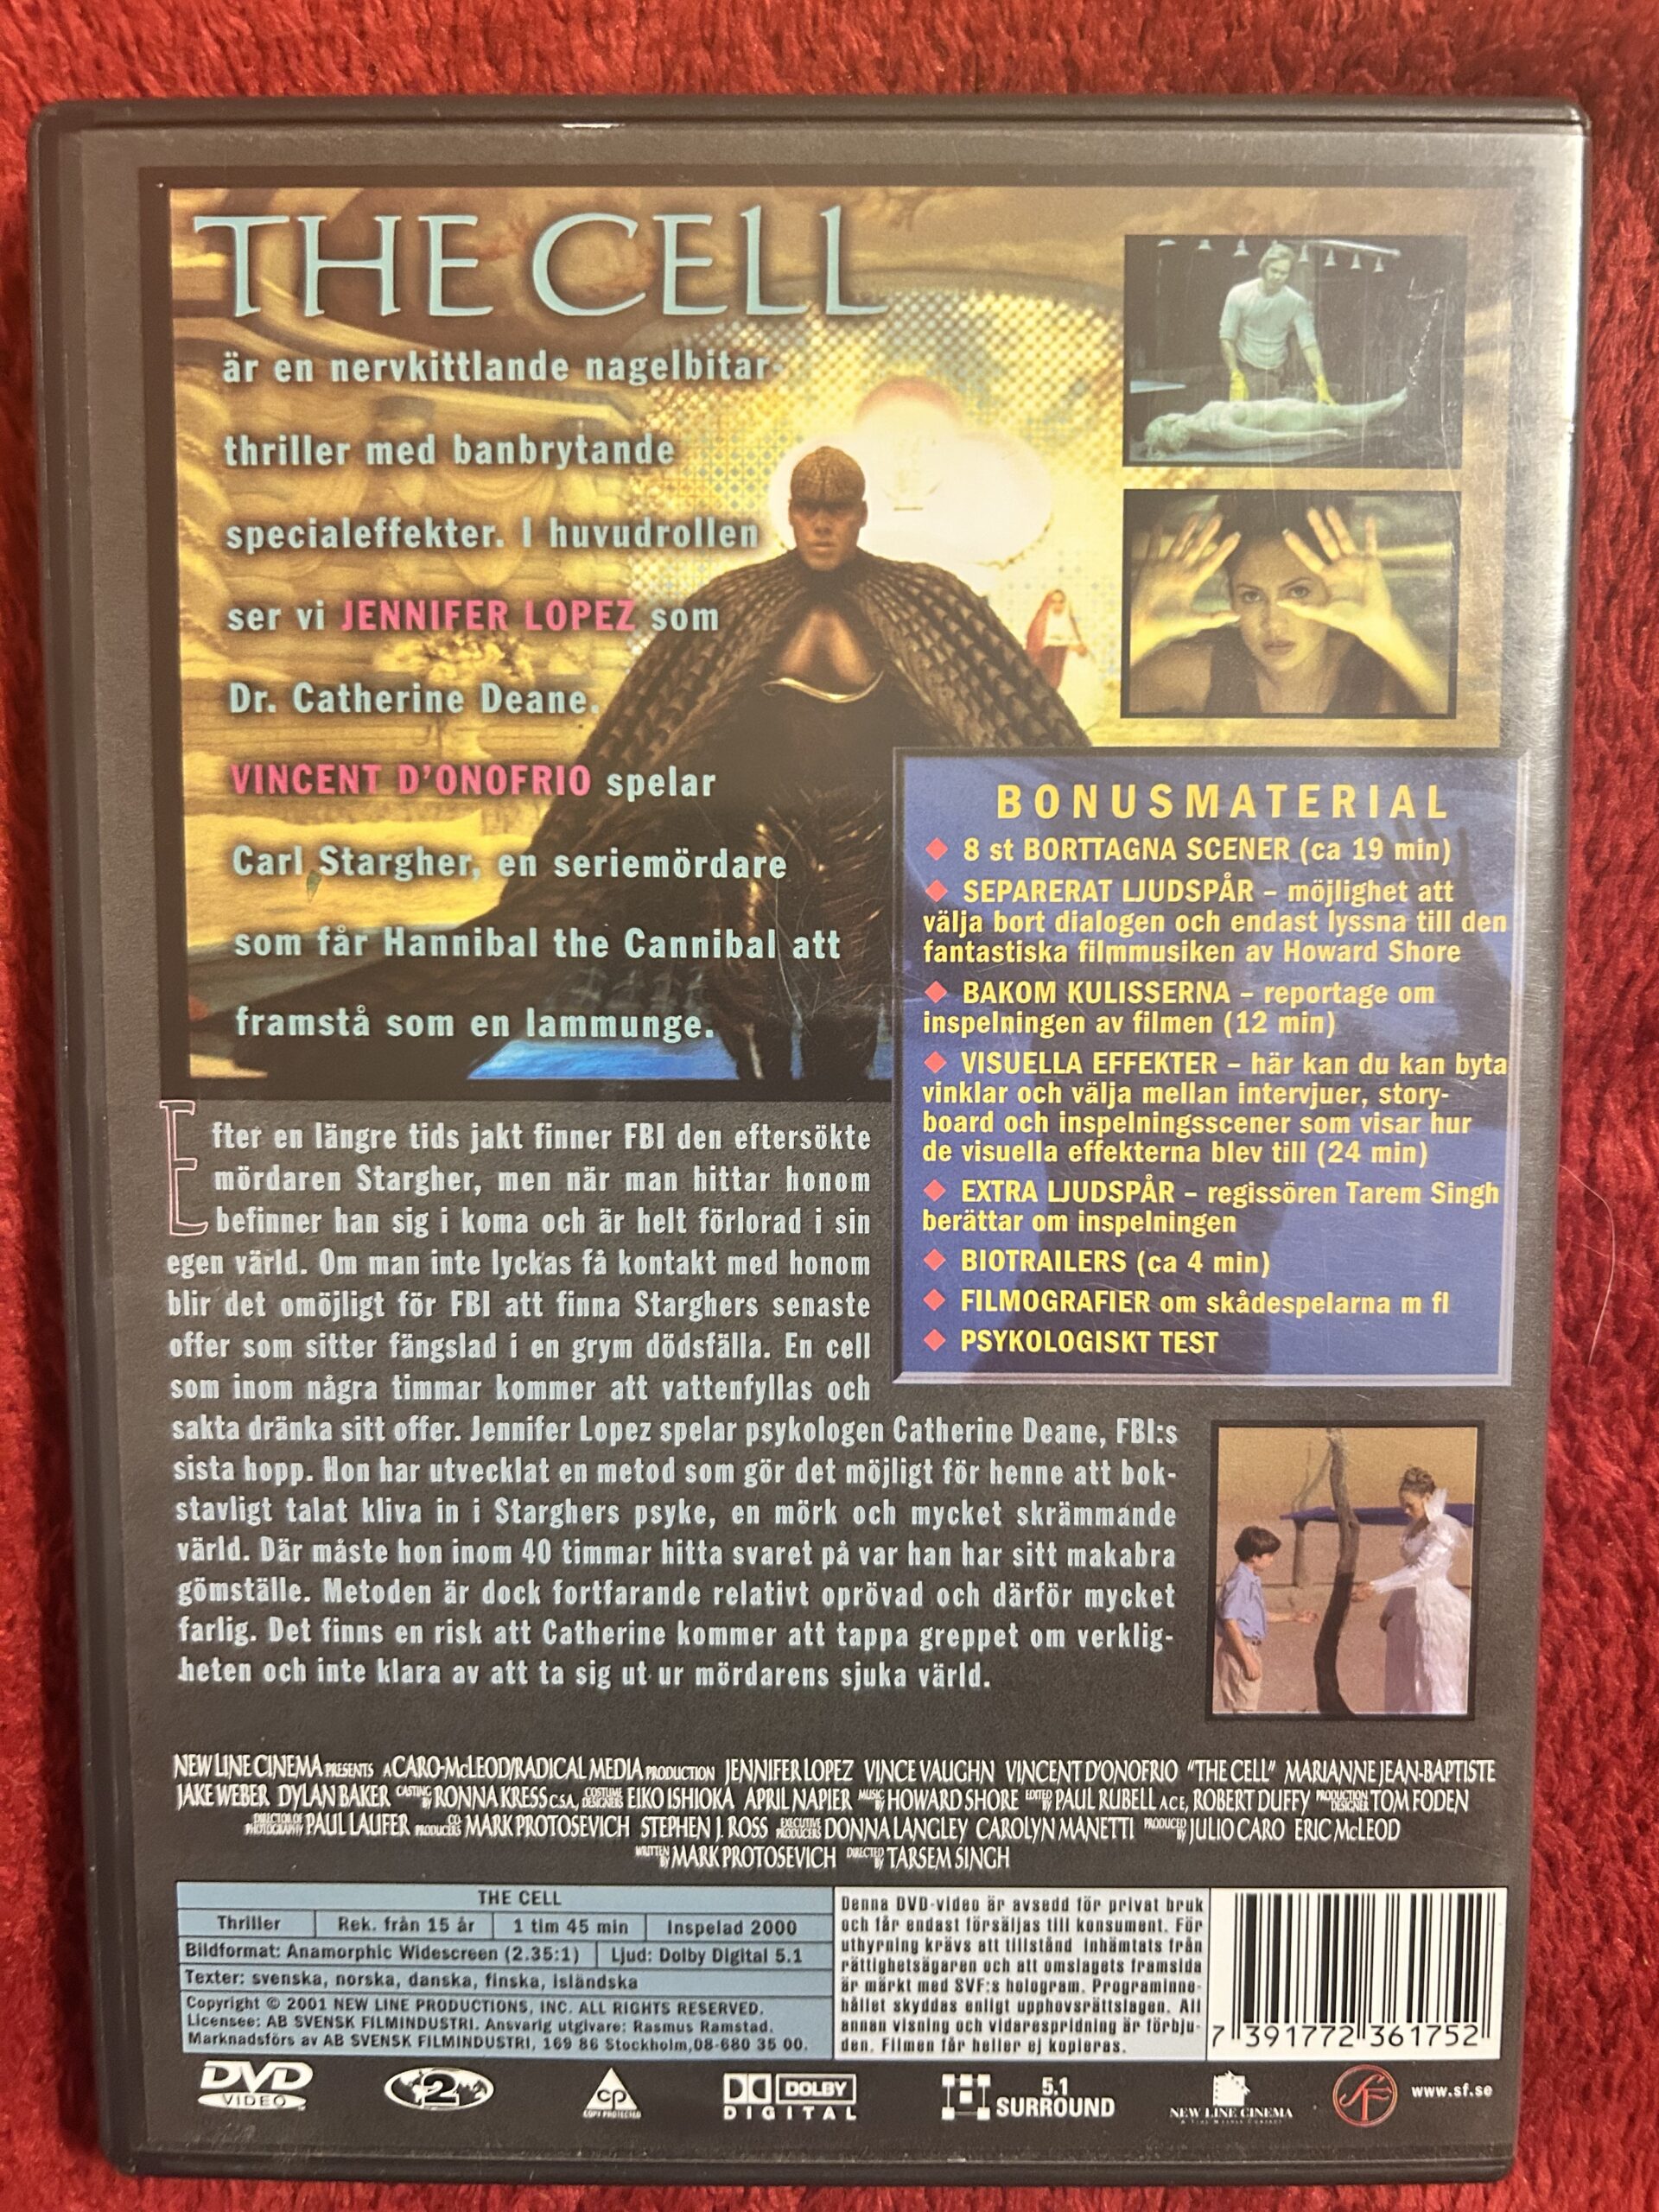 THE CELL
är en nervkittlande nagelbitar-
thriller med banbrytande
specialeffekter. I huvudrollen
ser vi JENNIFER LOPEZ som
Dr. Catherine Deane.
VINCENT D'ONOFRIO spelar
Carl Stargher, en seriemördare
som får Hannibal the Cannibal att
framstå som en lammunge.
BONUSMATERIAL
8 st BORTTAGNA SCENER (ca 19 min)
SEPARERAT LJUDSPÅR – möjlighet att
välja bort dialogen och endast lyssna till den
fantastiska filmmusiken av Howard Shore
BAKOM KULISSERNA – reportage om
inspelningen av filmen (12 min)
VISUELLA EFFEKTER – här kan du kan byta
vinklar och välja mellan intervjuer, story-
board och inspelningsscener som visar hur
de visuella effekterna blev till (24 min)
EXTRA LJUDSPÅR – regissören Tarem Singh
berättar om inspelningen
BIOTRAILERS (ca 4 min)
FILMOGRAFIER om skådespelarna m fl
PSYKOLOGISKT TEST
Efter en längre tids jakt finner FBI den eftersökte
mördaren Stargher, men när man hittar honom
befinner han sig i koma och är helt förlorad i sin
egen värld. Om man inte lyckas få kontakt med honom
blir det omöjligt för FBI att finna Starghers senaste
offer som sitter fängslad i en grym dödsfälla. En cell
som inom några timmar kommer att vattenfyllas och
sakta dränka sitt offer. Jennifer Lopez spelar psykologen Catherine Deane, FBI:s
sista hopp. Hon har utvecklat en metod som gör det möjligt för henne att bok-
stavligt talat kliva in i Starghers psyke, en mörk och mycket skrämmande
värld. Där måste hon inom 40 timmar hitta svaret på var han har sitt makabra
gömställe. Metoden är dock fortfarande relativt oprövad och därför mycket
farlig. Det finns en risk att Catherine kommer att tappa greppet om verklig-
heten och inte klara av att ta sig ut ur mördarens sjuka värld.
NEW LINE CINEMA PRESENTS A CARO-McLEOD/RADICAL MEDIA PRODUCTION JENNIFER LOPEZ VINCE VAUGHN VINCENT D'ONOFRIO "THE CELL" MARIANNE JEAN-BAPTISTE
JAKE WEBER DYLAN BAKER CASTING BY RONNA KRESS C.S.A. COSTUME DESIGNERS EIKO ISHIOKA APRIL NAPIER MUSIC BY HOWARD SHORE EDITED BY PAUL RUBELL A.C.E., ROBERT DUFFY PRODUCTION DESIGNER TOM FODEN
DIRECTOR OF PHOTOGRAPHY PAUL LAUFER CO PRODUCERS MARK PROTOSEVICH STEPHEN J. ROSS EXECUTIVE PRODUCERS DONNA LANGLEY CAROLYN MANETTI PRODUCED BY JULIO CARO ERIC McLEOD
WRITTEN BY MARK PROTOSEVICH DIRECTED BY TARSEM SINGH
THE CELL
Thriller Rek. från 15 år 1 tim 45 min Inspelad 2000
Bildformat: Anamorphic Widescreen (2.35:1) Ljud: Dolby Digital 5.1
Texter: svenska, norska, danska, finska, isländska
Copyright © 2001 NEW LINE PRODUCTIONS, INC. ALL RIGHTS RESERVED.
Licensee: AB SVENSK FILMINDUSTRI. Ansvarig utgivare: Rasmus Ramstad.
Marknadsförs av AB SVENSK FILMINDUSTRI, 169 86 Stockholm,08-680 35 00.
Denna DVD-video är avsedd för privat bruk
och får endast försäljas till konsument. För
uthyrning krävs att tillstånd inhämtats från
rättighetsägaren och att omslagets framsida
är märkt med SVF:s hologram. Programinne-
hållet skyddas enligt upphovsrättslagen. All
annan visning och vidarespridning är förbju-
den. Filmen får heller ej kopieras.
7 391772 361752
DVD
VIDEO
2
CP
COPY PROTECTED
DOLBY
DIGITAL
5.1
SURROUND
NEW LINE CINEMA
SF
www.sf.se